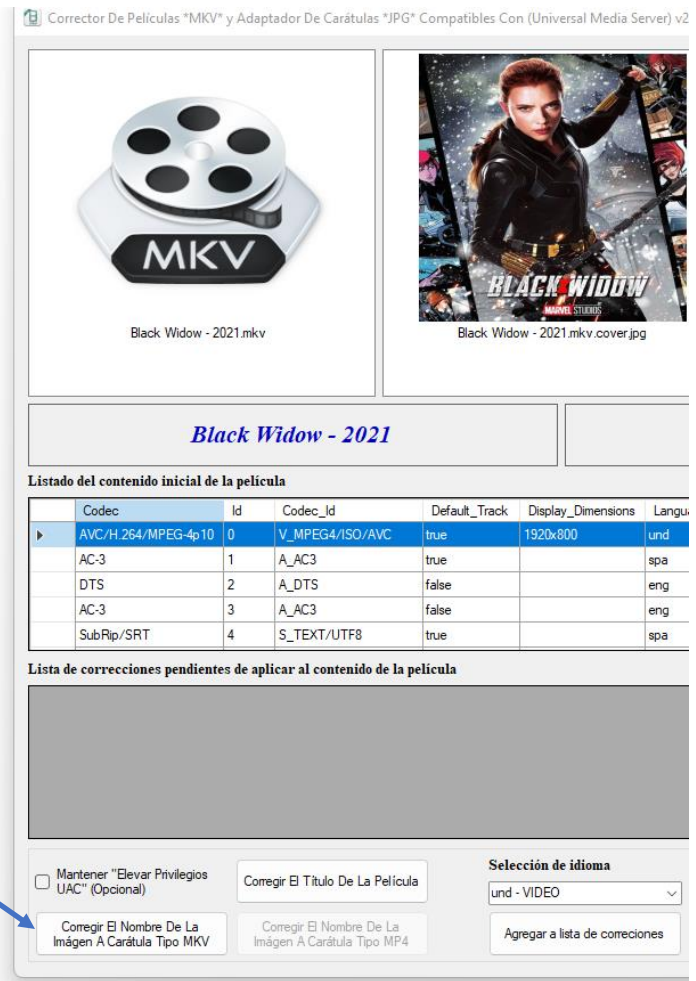 Corrector De Películas *MKV* y Adaptador De Carátulas *JPG* Compatibles Con (Universal Media Server) v2
MKV
BLACK WIDOW
MARVEL STUDIOS
Black Widow - 2021.mkv
Black Widow - 2021.mkv.cover.jpg
Black Widow - 2021
Listado del contenido inicial de la película
Codec Id Codec_Id Default_Track Display_Dimensions Langua
AVC/H.264/MPEG-4p10 0 V_MPEG4/ISO/AVC true 1920x800 und
AC-3 1 A_AC3 true spa
DTS 2 A_DTS false eng
AC-3 3 A_AC3 false eng
SubRip/SRT 4 S_TEXT/UTF8 true spa
Lista de correcciones pendientes de aplicar al contenido de la película
Mantener "Elevar Privilegios
UAC" (Opcional)
Corregir El Título De La Película
Selección de idioma
und - VIDEO
Corregir El Nombre De La
Imágen A Carátula Tipo MKV
Corregir El Nombre De La
Imágen A Carátula Tipo MP4
Agregar a lista de correciones